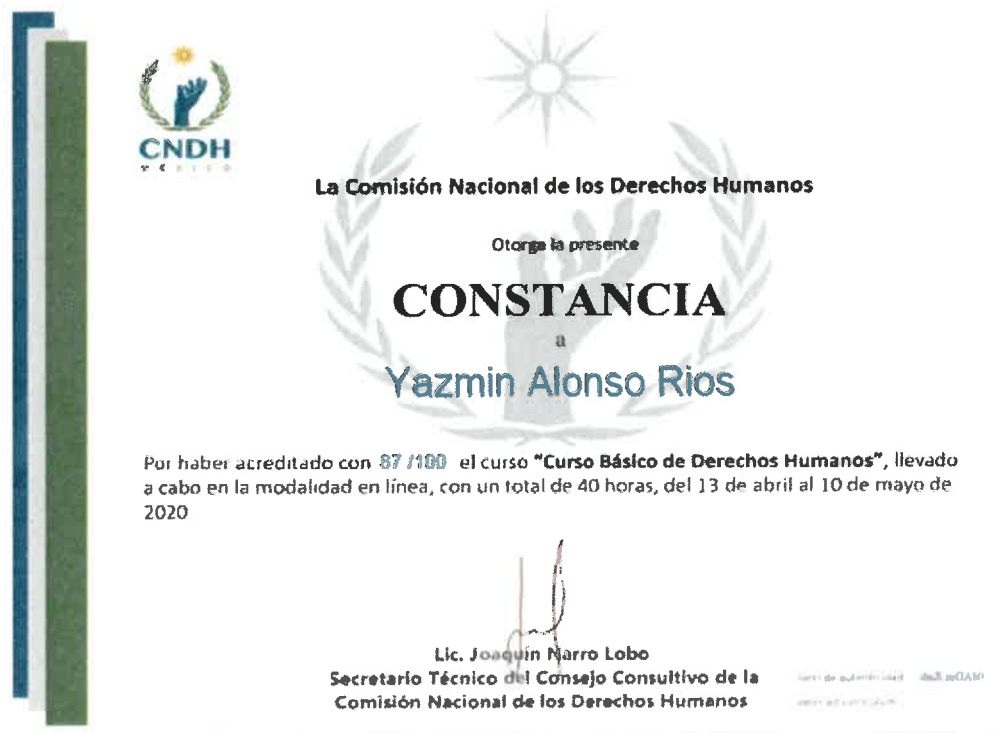 CNDH
MÉXICO
La Comisión Nacional de los Derechos Humanos
Otorga la presente
CONSTANCIA
a
Yazmin Alonso Rios
Por haber acreditado con 87 /100 el curso "Curso Básico de Derechos Humanos", llevado
a cabo en la modalidad en línea, con un total de 40 horas, del 13 de abril al 10 de mayo de
2020
Lic. Joaquín Narro Lobo
Secretario Técnico del Consejo Consultivo de la
Comisión Nacional de los Derechos Humanos